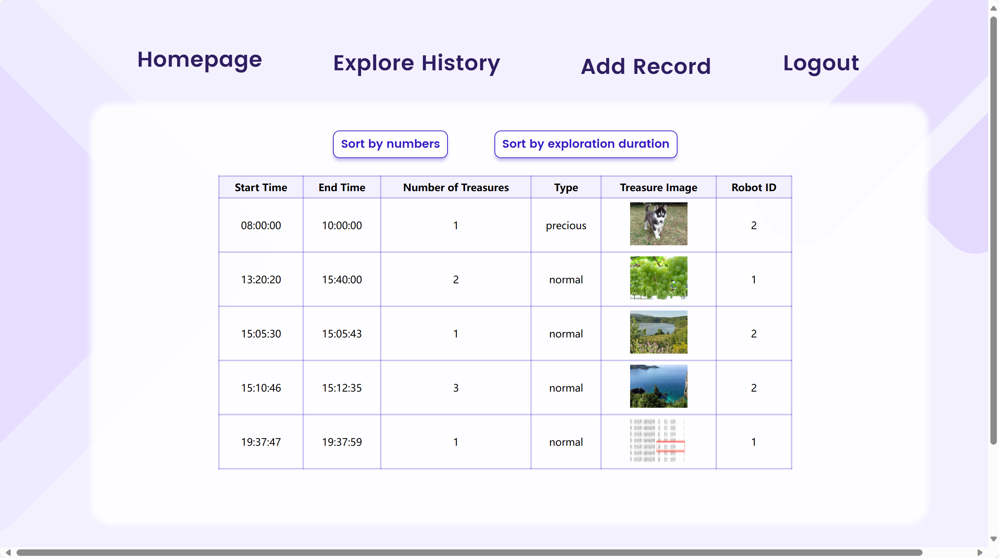 Homepage Explore History Add Record Logout
Sort by numbers Sort by exploration duration
Start Time End Time Number of Treasures Type Treasure Image Robot ID
08:00:00 10:00:00 1 precious 2
13:20:20 15:40:00 2 normal 1
15:05:30 15:05:43 1 normal 2
15:10:46 15:12:35 3 normal 2
19:37:47 19:37:59 1 normal 1